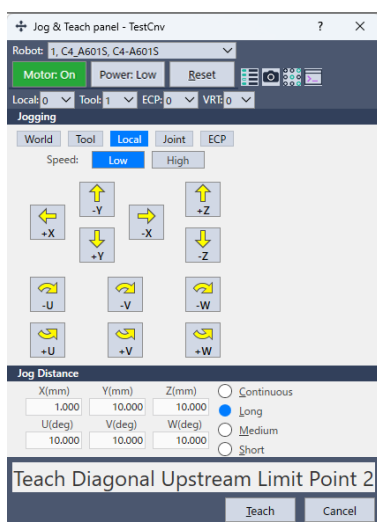 Jog & Teach panel - TestCnv ? ×
Robot: 1, C4_A601S, C4-A601S
Motor: On Power: Low Reset
Local: 0 Tool: 1 ECP: 0 VRT: 0
Jogging
World Tool Local Joint ECP
Speed: Low High
-Y +Z
+X -X
+Y -Z
-U -V -W
+U +V +W
Jog Distance
X(mm) Y(mm) Z(mm) Continuous
1.000 10.000 10.000 Long
U(deg) V(deg) W(deg) Medium
10.000 10.000 10.000 Short
Teach Diagonal Upstream Limit Point 2
Teach Cancel